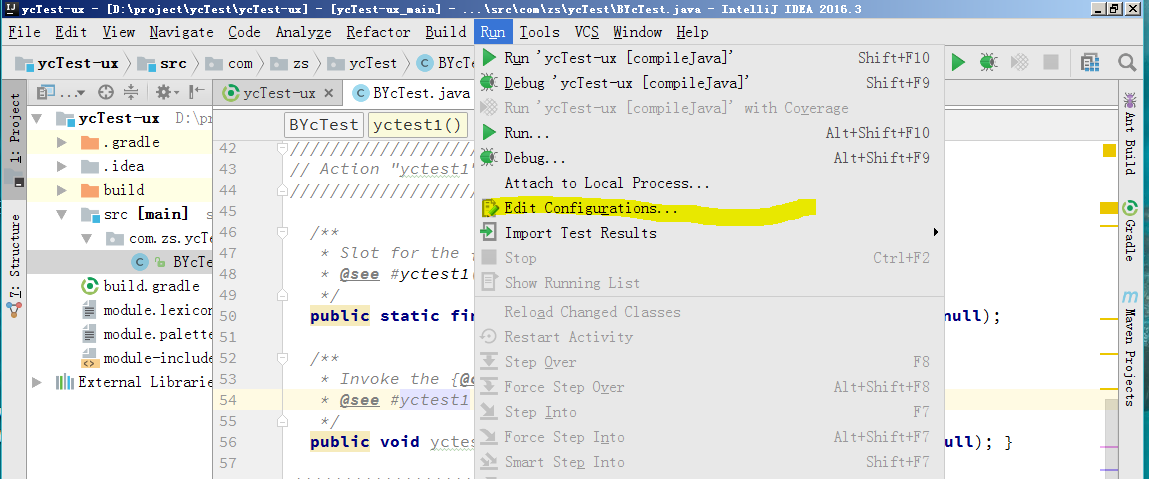 ycTest-ux - [D:\project\ycTest\ycTest-ux] - [ycTest-ux_main] - ...\src\com\zs\ycTest\BYcTest.java - IntelliJ IDEA 2016.3
File Edit View Navigate Code Analyze Refactor Build Run Tools VCS Window Help
ycTest-ux src com zs ycTest
Run 'ycTest-ux [compileJava]' Shift+F10
Debug 'ycTest-ux [compileJava]' Shift+F9
Run 'ycTest-ux [compileJava]' with Coverage
Run... Alt+Shift+F10
Debug... Alt+Shift+F9
Attach to Local Process...
Edit Configurations...
Import Test Results
Stop Ctrl+F2
Show Running List
Reload Changed Classes
Restart Activity
Step Over F8
Force Step Over Alt+Shift+F8
Step Into F7
Force Step Into Alt+Shift+F7
Smart Step Into Shift+F7
1: Project
7: Structure
ycTest-ux
.gradle
.idea
build
src [main]
com.zs.ycTe
BYcTe
build.gradle
module.lexicon
module.palette
module-include
External Librarie
ycTest-ux BYcTest.java
BYcTest yctest1()
42 ////////////////////
43 // Action "yctest1"
44 ////////////////////
45
46 /**
47 * Slot for the
48 * @see #yctest1(
49 */
50 public static fin null);
51
52 /**
53 * Invoke the {@c
54 * @see #yctest1
55 */
56 public void yctes null); }
57
Ant Build
Gradle
Maven Projects